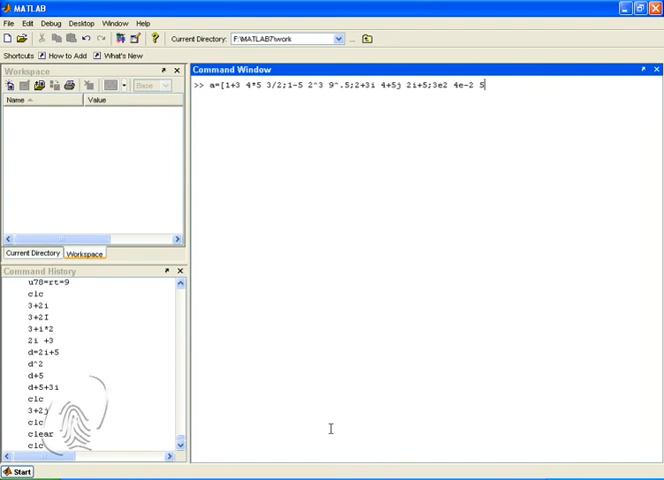 MATLAB
File Edit Debug Desktop Window Help
Current Directory: F:\MATLAB7\work
Shortcuts How to Add What's New
Workspace
Name Value
Current Directory Workspace
Command History
u78=rt=9
clc
3+2i
3+2I
3+i*2
2i +3
d=2i+5
d^2
d+5
d+5+3i
clc
3+2j
clc
clear
clc
Command Window
>> a=[1+3 4*5 3/2;1-5 2^3 9^.5;2+3i 4+5j 2i+5;3e2 4e-2 5
Start